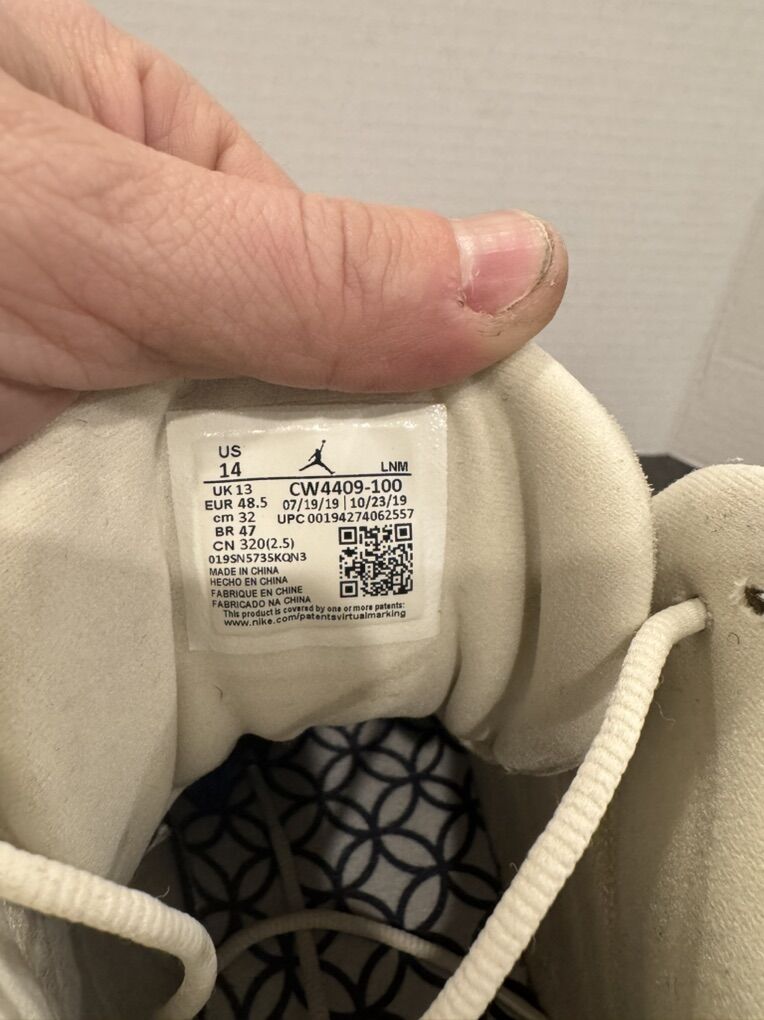 US
14
LNM
UK 13
CW4409-100
EUR 48.5
07/19/19 | 10/23/19
cm 32
UPC 00194274062557
BR 47
CN 320(2.5)
019SN5735KQN3
MADE IN CHINA
HECHO EN CHINA
FABRIQUE EN CHINE
FABRICADO NA CHINA
This product is covered by one or more patents:
www.nike.com/patentsvirtualmarking